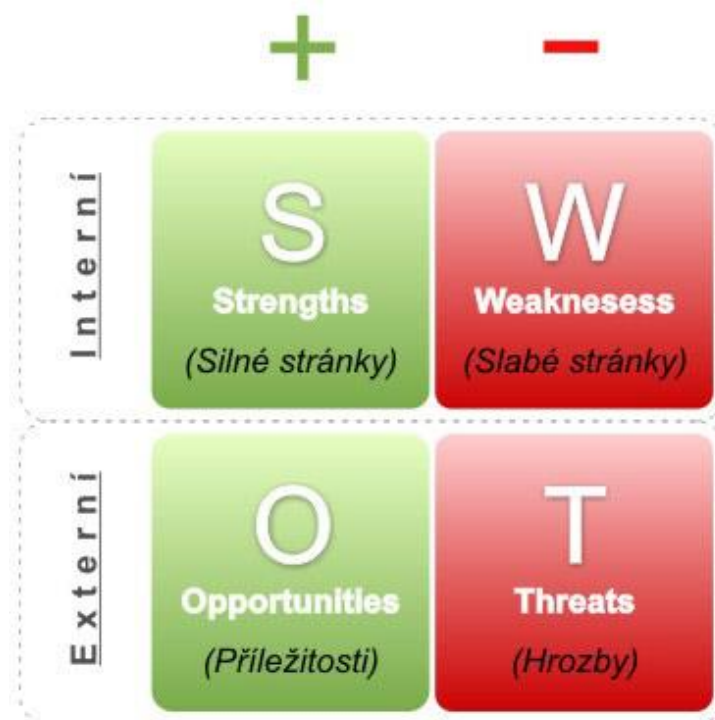 + −
Interní
S
Strengths
(Silné stránky)
W
Weaknesess
(Slabé stránky)
Externí
O
Opportunities
(Příležitosti)
T
Threats
(Hrozby)